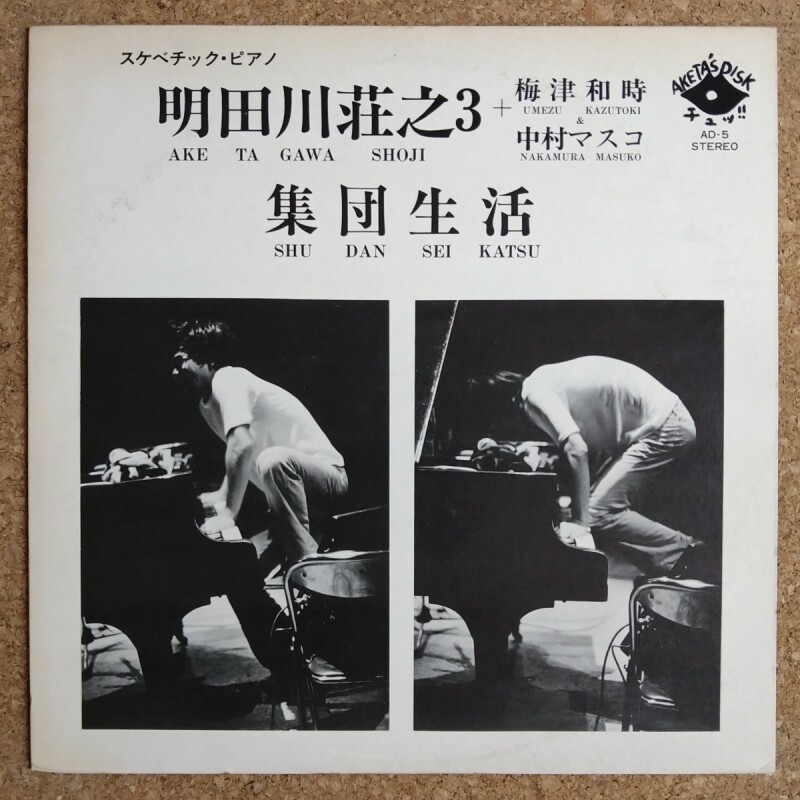 スケベチック・ピアノ
明田川荘之3 + 梅津和時
AKE TA GAWA SHOJI
UMEZU KAZUTOKI
&
中村マスコ
NAKAMURA MASUKO
集団生活
SHU DAN SEI KATSU
AKETA'S DISK
チュッ!!
AD-5
STEREO